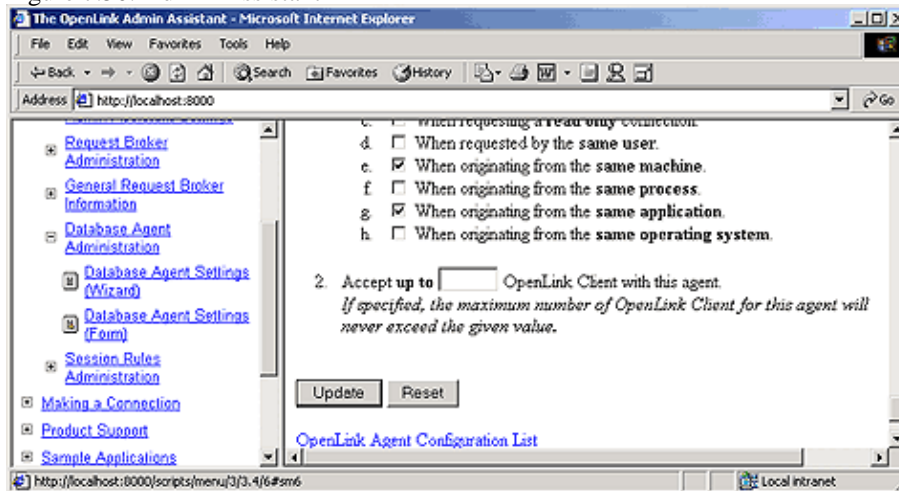 The OpenLink Admin Assistant - Microsoft Internet Explorer
File Edit View Favorites Tools Help
Back Search Favorites History
Address http://localhost:8000 Go
Request Broker
Administration
General Request Broker
Information
Database Agent
Administration
Database Agent Settings
(Wizard)
Database Agent Settings
(Form)
Session Rules
Administration
Making a Connection
Product Support
Sample Applications
c. When requesting a read only connection.
d. When requested by the same user.
e. When originating from the same machine.
f. When originating from the same process.
g. When originating from the same application.
h. When originating from the same operating system.
2. Accept up to OpenLink Client with this agent.
If specified, the maximum number of OpenLink Client for this agent will
never exceed the given value.
Update Reset
OpenLink Agent Configuration List
http://localhost:8000/scripts/menu/3/3.4/6#sm6 Local intranet